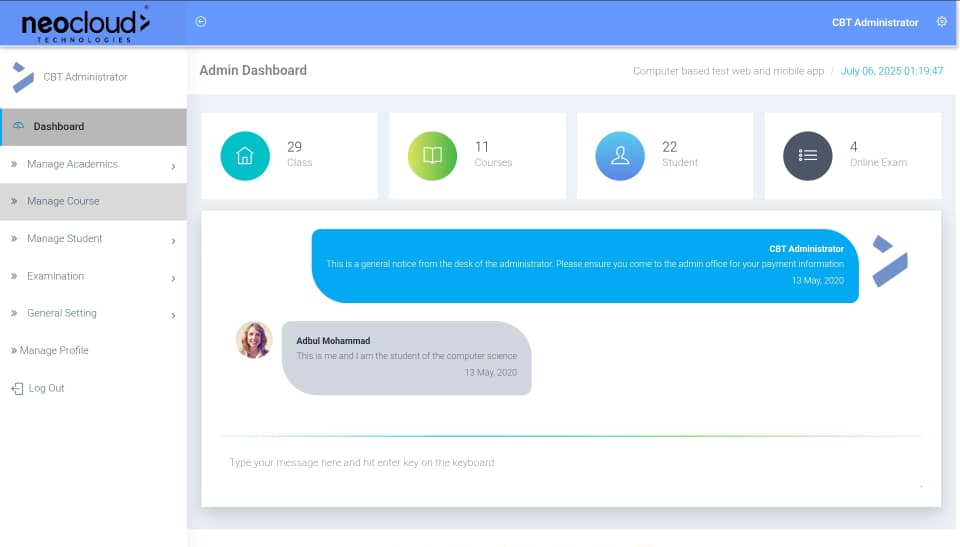 neocloud®
TECHNOLOGIES
CBT Administrator
CBT Administrator
Admin Dashboard
Computer based test web and mobile app / July 06, 2025 01:19:47
Dashboard
Manage Academics
Manage Course
Manage Student
Examination
General Setting
Manage Profile
Log Out
29
Class
11
Courses
22
Student
4
Online Exam
CBT Administrator
This is a general notice from the desk of the administrator. Please ensure you come to the admin office for your payment information
13 May, 2020
Adbul Mohammad
This is me and I am the student of the computer science
13 May, 2020
Type your message here and hit enter key on the keyboard